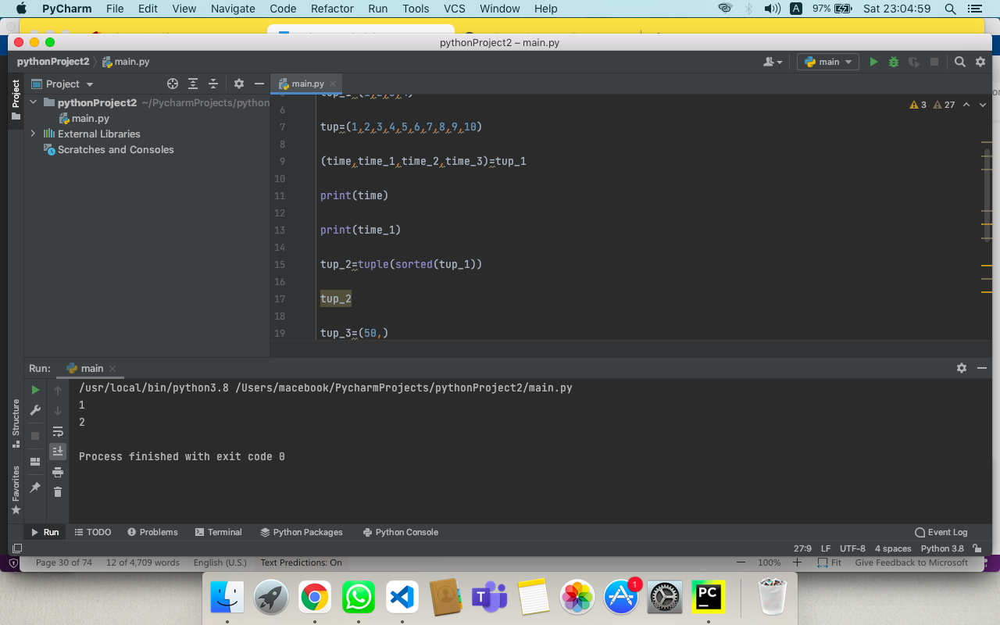 PyCharm File Edit View Navigate Code Refactor Run Tools VCS Window Help A 97% Sat 23:04:59
pythonProject2 – main.py
pythonProject2 main.py main
Project main.py
Project
pythonProject2 ~/PycharmProjects/python
main.py
External Libraries
Scratches and Consoles
3 27
6
7 tup=(1,2,3,4,5,6,7,8,9,10)
8
9 (time,time_1,time_2,time_3)=tup_1
10
11 print(time)
12
13 print(time_1)
14
15 tup_2=tuple(sorted(tup_1))
16
17 tup_2
18
19 tup_3=(50,)
Run: main
/usr/local/bin/python3.8 /Users/macebook/PycharmProjects/pythonProject2/main.py
1
2
Process finished with exit code 0
Structure
Favorites
Run TODO Problems Terminal Python Packages Python Console Event Log
27:9 LF UTF-8 4 spaces Python 3.8
Page 30 of 74 12 of 4,709 words English (U.S.) Text Predictions: On 100% Fit Give Feedback to Microsoft
T 1 PC